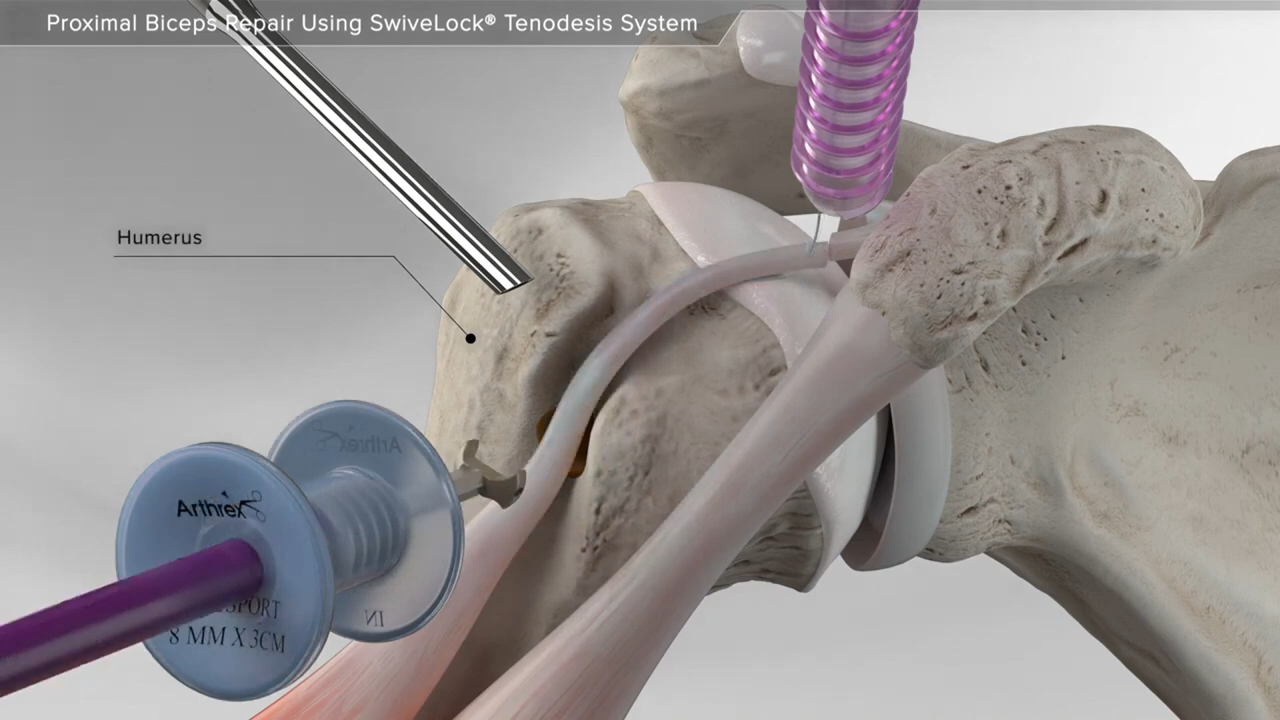 Proximal Biceps Repair Using SwiveLock® Tenodesis System
Humerus
Arthrex
Arthrex
IN
8 MM X 3CM